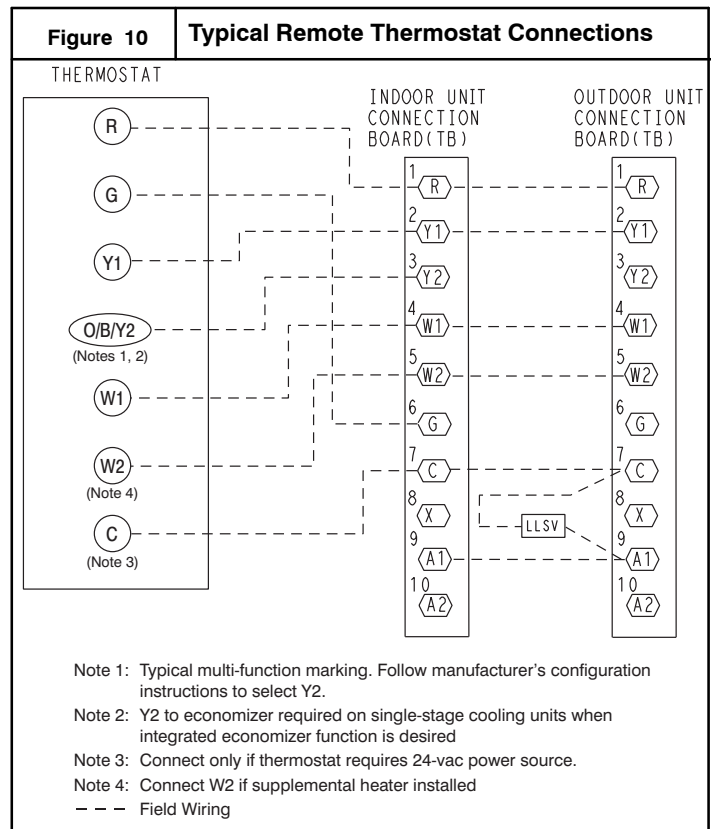 Figure 10
Typical Remote Thermostat Connections
THERMOSTAT
R
G
Y1
O/B/Y2
(Notes 1, 2)
W1
W2
(Note 4)
C
(Note 3)
INDOOR UNIT
CONNECTION
BOARD(TB)
1
R
2
Y1
3
Y2
4
W1
5
W2
6
G
7
C
8
X
9
A1
10
A2
LLSV
OUTDOOR UNIT
CONNECTION
BOARD(TB)
1
R
2
Y1
3
Y2
4
W1
5
W2
6
G
7
C
8
X
9
A1
10
A2
Note 1: Typical multi-function marking. Follow manufacturer's configuration
instructions to select Y2.
Note 2: Y2 to economizer required on single-stage cooling units when
integrated economizer function is desired
Note 3: Connect only if thermostat requires 24-vac power source.
Note 4: Connect W2 if supplemental heater installed
– – – Field Wiring